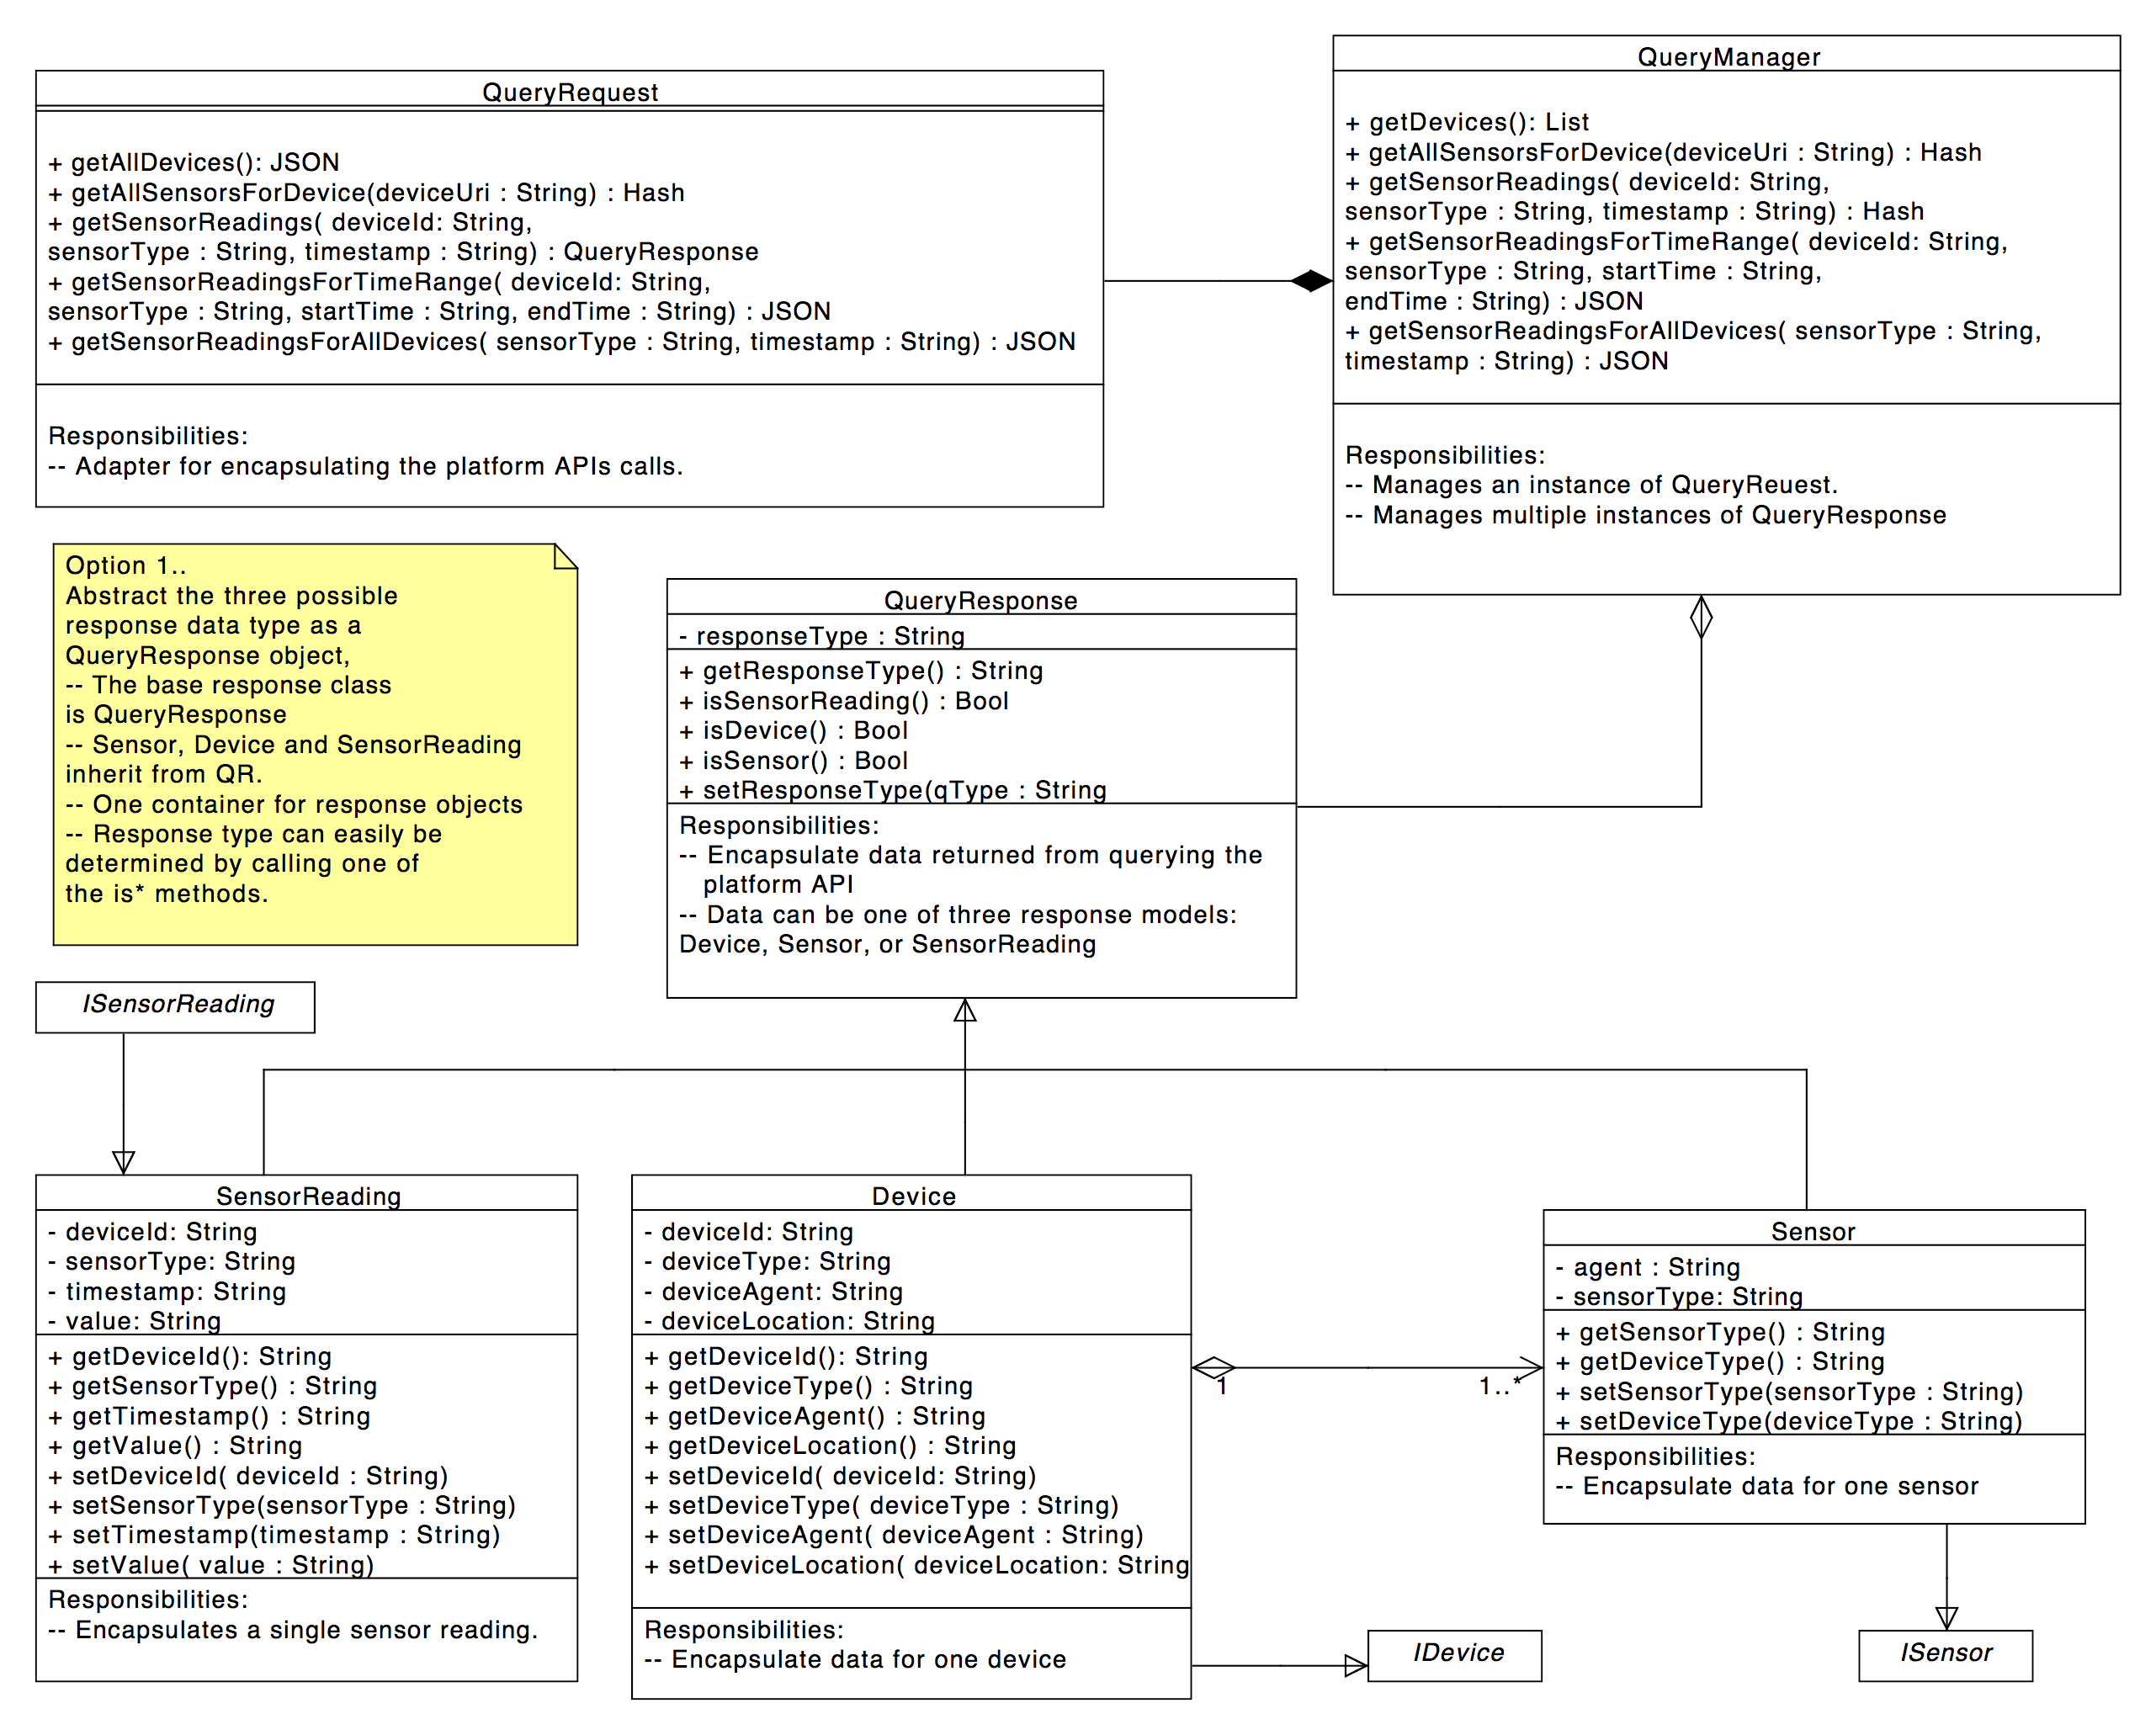 QueryRequest
+ getAllDevices(): JSON
+ getAllSensorsForDevice(deviceUri : String) : Hash
+ getSensorReadings( deviceId: String,
sensorType : String, timestamp : String) : QueryResponse
+ getSensorReadingsForTimeRange( deviceId: String,
sensorType : String, startTime : String, endTime : String) : JSON
+ getSensorReadingsForAllDevices( sensorType : String, timestamp : String) : JSON
Responsibilities:
-- Adapter for encapsulating the platform APIs calls.
QueryManager
+ getDevices(): List
+ getAllSensorsForDevice(deviceUri : String) : Hash
+ getSensorReadings( deviceId: String,
sensorType : String, timestamp : String) : Hash
+ getSensorReadingsForTimeRange( deviceId: String,
sensorType : String, startTime : String,
endTime : String) : JSON
+ getSensorReadingsForAllDevices( sensorType : String,
timestamp : String) : JSON
Responsibilities:
-- Manages an instance of QueryReuest.
-- Manages multiple instances of QueryResponse
Option 1..
Abstract the three possible
response data type as a
QueryResponse object,
-- The base response class
is QueryResponse
-- Sensor, Device and SensorReading
inherit from QR.
-- One container for response objects
-- Response type can easily be
determined by calling one of
the is* methods.
QueryResponse
- responseType : String
+ getResponseType() : String
+ isSensorReading() : Bool
+ isDevice() : Bool
+ isSensor() : Bool
+ setResponseType(qType : String
Responsibilities:
-- Encapsulate data returned from querying the
platform API
-- Data can be one of three response models:
Device, Sensor, or SensorReading
ISensorReading
SensorReading
- deviceId: String
- sensorType: String
- timestamp: String
- value: String
+ getDeviceId(): String
+ getSensorType() : String
+ getTimestamp() : String
+ getValue() : String
+ setDeviceId( deviceId : String)
+ setSensorType(sensorType : String)
+ setTimestamp(timestamp : String)
+ setValue( value : String)
Responsibilities:
-- Encapsulates a single sensor reading.
Device
- deviceId: String
- deviceType: String
- deviceAgent: String
- deviceLocation: String
+ getDeviceId(): String
+ getDeviceType() : String
+ getDeviceAgent() : String
+ getDeviceLocation() : String
+ setDeviceId( deviceId: String)
+ setDeviceType( deviceType : String)
+ setDeviceAgent( deviceAgent : String)
+ setDeviceLocation( deviceLocation: String
Responsibilities:
-- Encapsulate data for one device
1
1..*
Sensor
- agent : String
- sensorType: String
+ getSensorType() : String
+ getDeviceType() : String
+ setSensorType(sensorType : String)
+ setDeviceType(deviceType : String)
Responsibilities:
-- Encapsulate data for one sensor
IDevice
ISensor